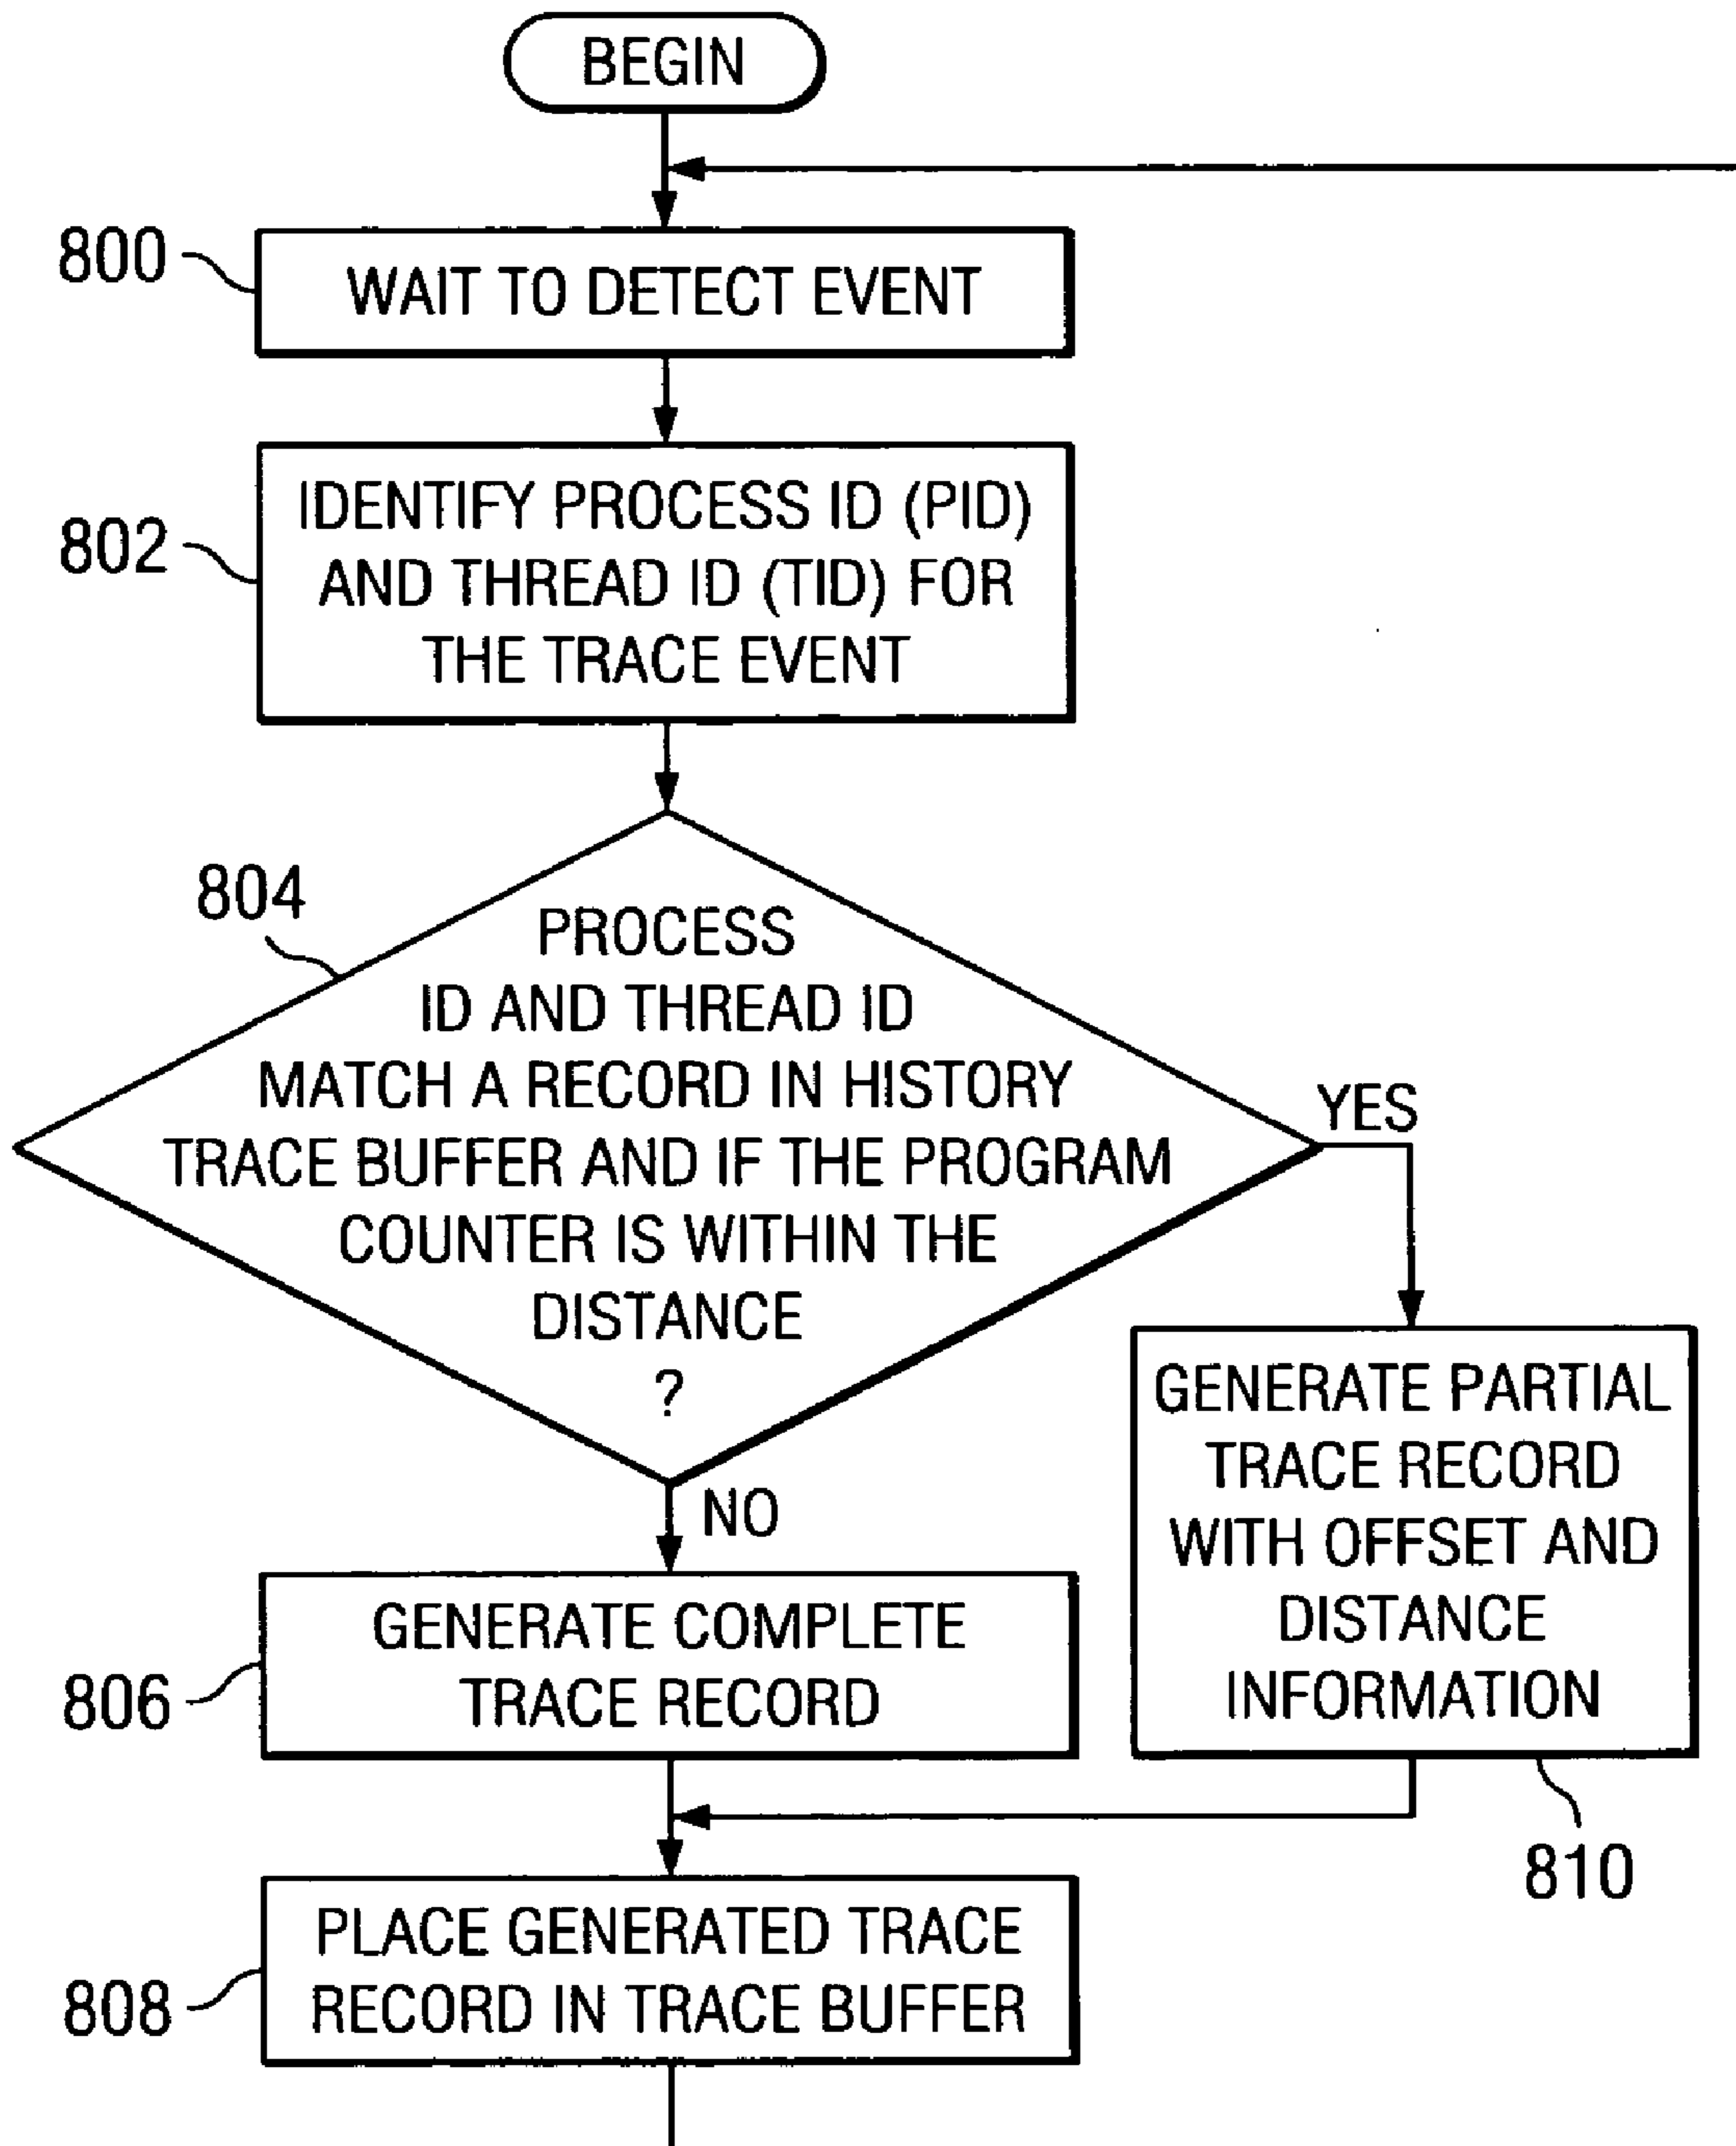 BEGIN
800
WAIT TO DETECT EVENT
802
IDENTIFY PROCESS ID (PID)
AND THREAD ID (TID) FOR
THE TRACE EVENT
804
PROCESS
ID AND THREAD ID
MATCH A RECORD IN HISTORY
TRACE BUFFER AND IF THE PROGRAM
COUNTER IS WITHIN THE
DISTANCE
?
YES
NO
806
GENERATE COMPLETE
TRACE RECORD
GENERATE PARTIAL
TRACE RECORD
WITH OFFSET AND
DISTANCE
INFORMATION
810
808
PLACE GENERATED TRACE
RECORD IN TRACE BUFFER